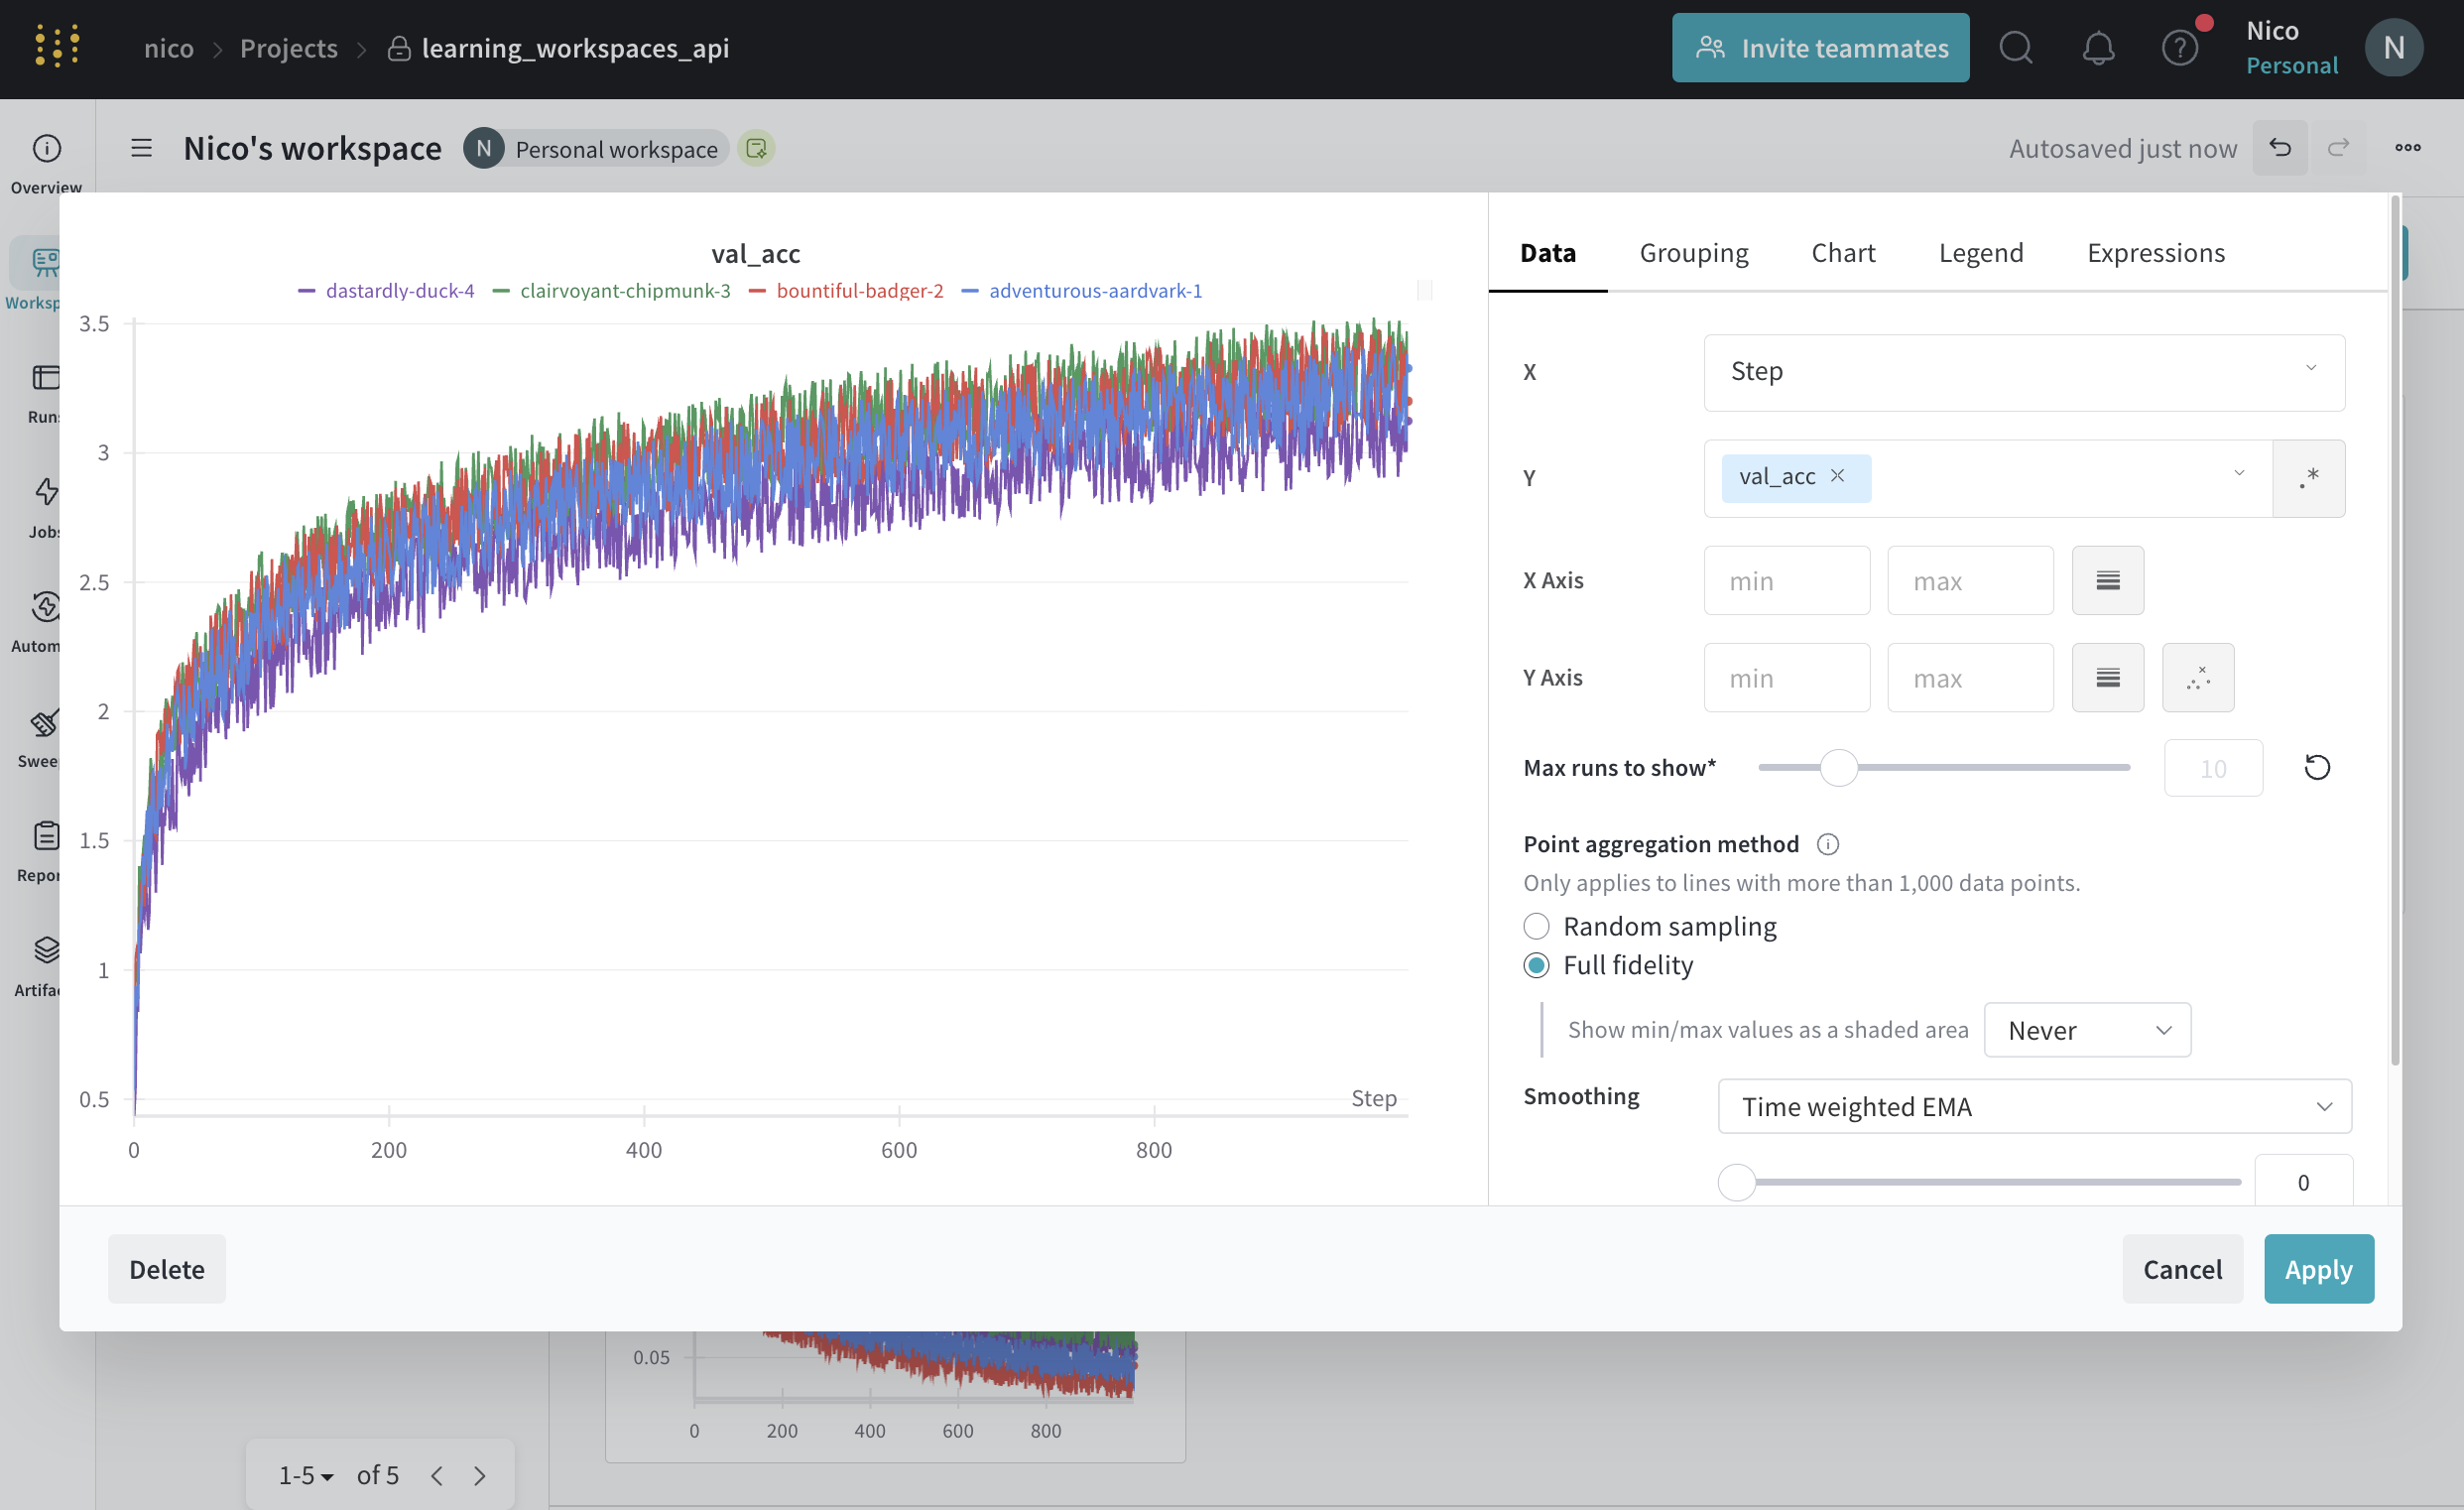 nico > Projects > learning_workspaces_api
Invite teammates
Nico
Personal
N
Overview
Nico's workspace
N Personal workspace
Autosaved just now
Worksp
Runs
Jobs
Autom
Swee
Repor
Artifac
val_acc
dastardly-duck-4 clairvoyant-chipmunk-3 bountiful-badger-2 adventurous-aardvark-1
3.5
3
2.5
2
1.5
1
0.5
Step
0 200 400 600 800
Data Grouping Chart Legend Expressions
X Step
Y val_acc .*
X Axis min max
Y Axis min max
Max runs to show* 10
Point aggregation method
Only applies to lines with more than 1,000 data points.
Random sampling
Full fidelity
Show min/max values as a shaded area Never
Smoothing Time weighted EMA
0
Delete Cancel Apply
0.05
0 200 400 600 800
1-5 of 5